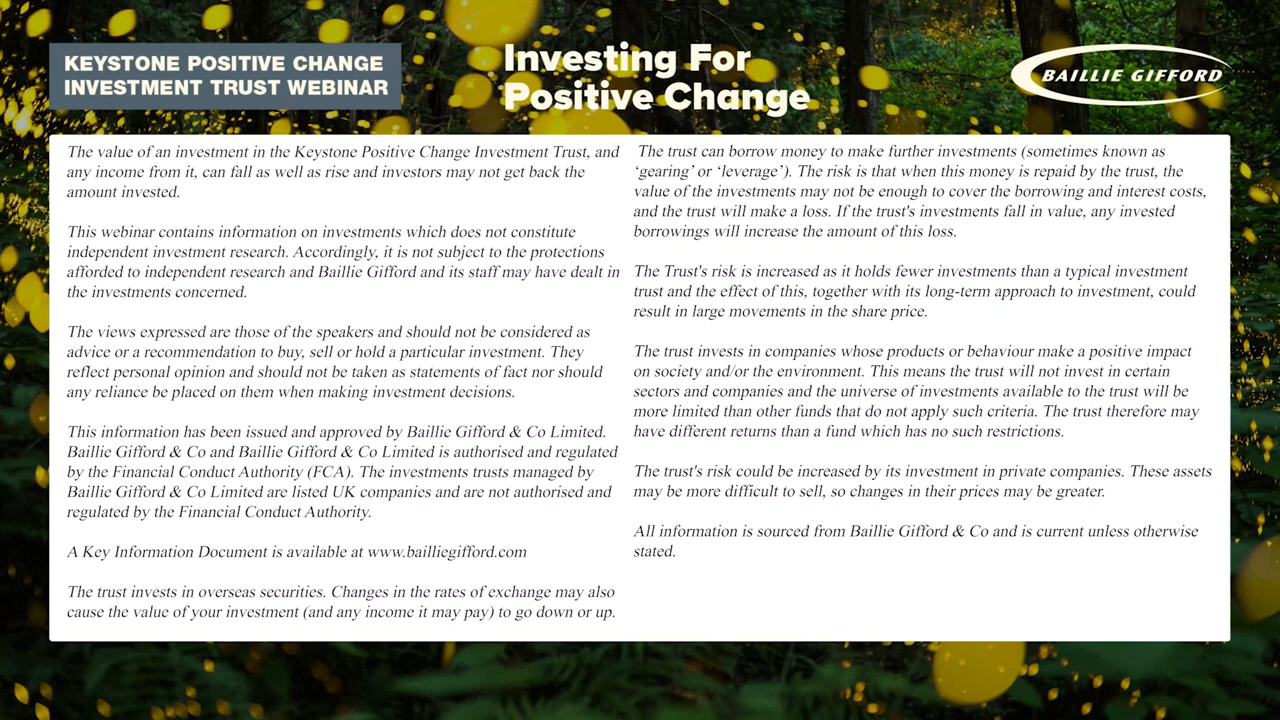 KEYSTONE POSITIVE CHANGE
INVESTMENT TRUST WEBINAR
Investing For
Positive Change
BAILLIE GIFFORD
The value of an investment in the Keystone Positive Change Investment Trust, and
any income from it, can fall as well as rise and investors may not get back the
amount invested.
This webinar contains information on investments which does not constitute
independent investment research. Accordingly, it is not subject to the protections
afforded to independent research and Baillie Gifford and its staff may have dealt in
the investments concerned.
The views expressed are those of the speakers and should not be considered as
advice or a recommendation to buy, sell or hold a particular investment. They
reflect personal opinion and should not be taken as statements of fact nor should
any reliance be placed on them when making investment decisions.
This information has been issued and approved by Baillie Gifford & Co Limited.
Baillie Gifford & Co and Baillie Gifford & Co Limited is authorised and regulated
by the Financial Conduct Authority (FCA). The investments trusts managed by
Baillie Gifford & Co Limited are listed UK companies and are not authorised and
regulated by the Financial Conduct Authority.
A Key Information Document is available at www.bailliegifford.com
The trust invests in overseas securities. Changes in the rates of exchange may also
cause the value of your investment (and any income it may pay) to go down or up.
The trust can borrow money to make further investments (sometimes known as
‘gearing’ or ‘leverage’). The risk is that when this money is repaid by the trust, the
value of the investments may not be enough to cover the borrowing and interest costs,
and the trust will make a loss. If the trust's investments fall in value, any invested
borrowings will increase the amount of this loss.
The Trust's risk is increased as it holds fewer investments than a typical investment
trust and the effect of this, together with its long-term approach to investment, could
result in large movements in the share price.
The trust invests in companies whose products or behaviour make a positive impact
on society and/or the environment. This means the trust will not invest in certain
sectors and companies and the universe of investments available to the trust will be
more limited than other funds that do not apply such criteria. The trust therefore may
have different returns than a fund which has no such restrictions.
The trust's risk could be increased by its investment in private companies. These assets
may be more difficult to sell, so changes in their prices may be greater.
All information is sourced from Baillie Gifford & Co and is current unless otherwise
stated.